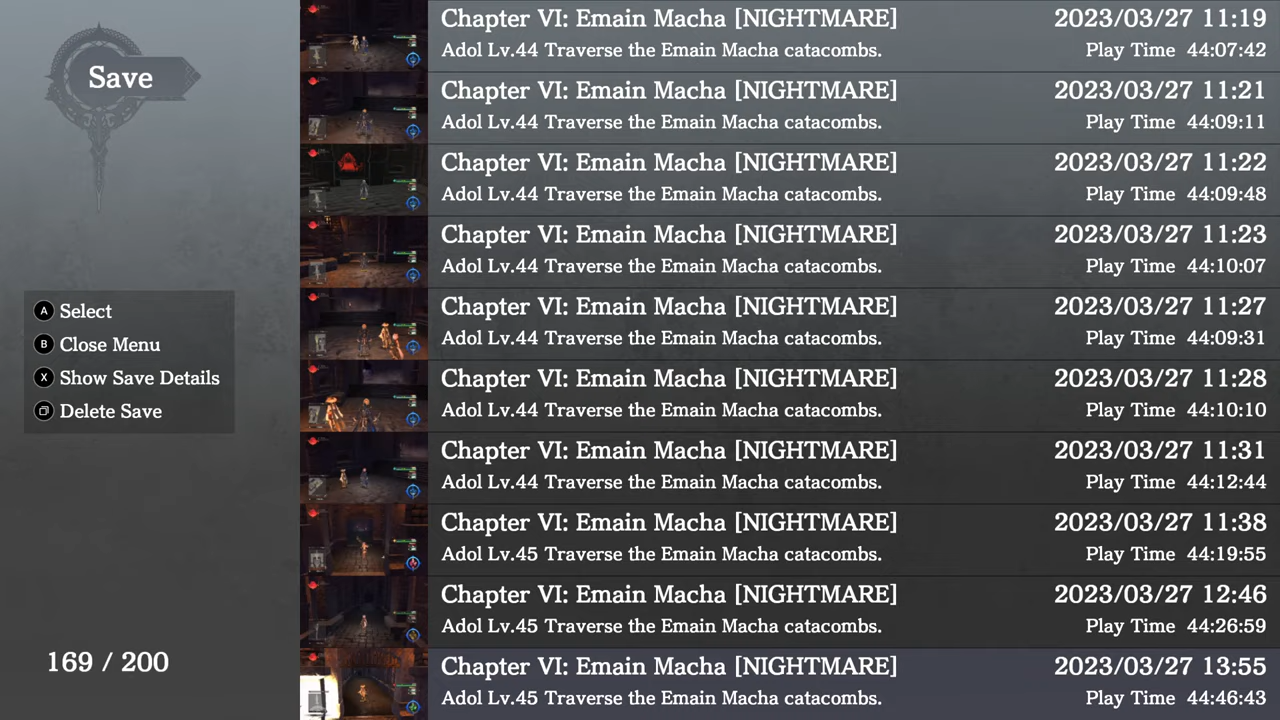 Save
A Select
B Close Menu
X Show Save Details
Delete Save
169 / 200
Chapter VI: Emain Macha [NIGHTMARE] 2023/03/27 11:19
Adol Lv.44 Traverse the Emain Macha catacombs. Play Time 44:07:42
Chapter VI: Emain Macha [NIGHTMARE] 2023/03/27 11:21
Adol Lv.44 Traverse the Emain Macha catacombs. Play Time 44:09:11
Chapter VI: Emain Macha [NIGHTMARE] 2023/03/27 11:22
Adol Lv.44 Traverse the Emain Macha catacombs. Play Time 44:09:48
Chapter VI: Emain Macha [NIGHTMARE] 2023/03/27 11:23
Adol Lv.44 Traverse the Emain Macha catacombs. Play Time 44:10:07
Chapter VI: Emain Macha [NIGHTMARE] 2023/03/27 11:27
Adol Lv.44 Traverse the Emain Macha catacombs. Play Time 44:09:31
Chapter VI: Emain Macha [NIGHTMARE] 2023/03/27 11:28
Adol Lv.44 Traverse the Emain Macha catacombs. Play Time 44:10:10
Chapter VI: Emain Macha [NIGHTMARE] 2023/03/27 11:31
Adol Lv.44 Traverse the Emain Macha catacombs. Play Time 44:12:44
Chapter VI: Emain Macha [NIGHTMARE] 2023/03/27 11:38
Adol Lv.45 Traverse the Emain Macha catacombs. Play Time 44:19:55
Chapter VI: Emain Macha [NIGHTMARE] 2023/03/27 12:46
Adol Lv.45 Traverse the Emain Macha catacombs. Play Time 44:26:59
Chapter VI: Emain Macha [NIGHTMARE] 2023/03/27 13:55
Adol Lv.45 Traverse the Emain Macha catacombs. Play Time 44:46:43